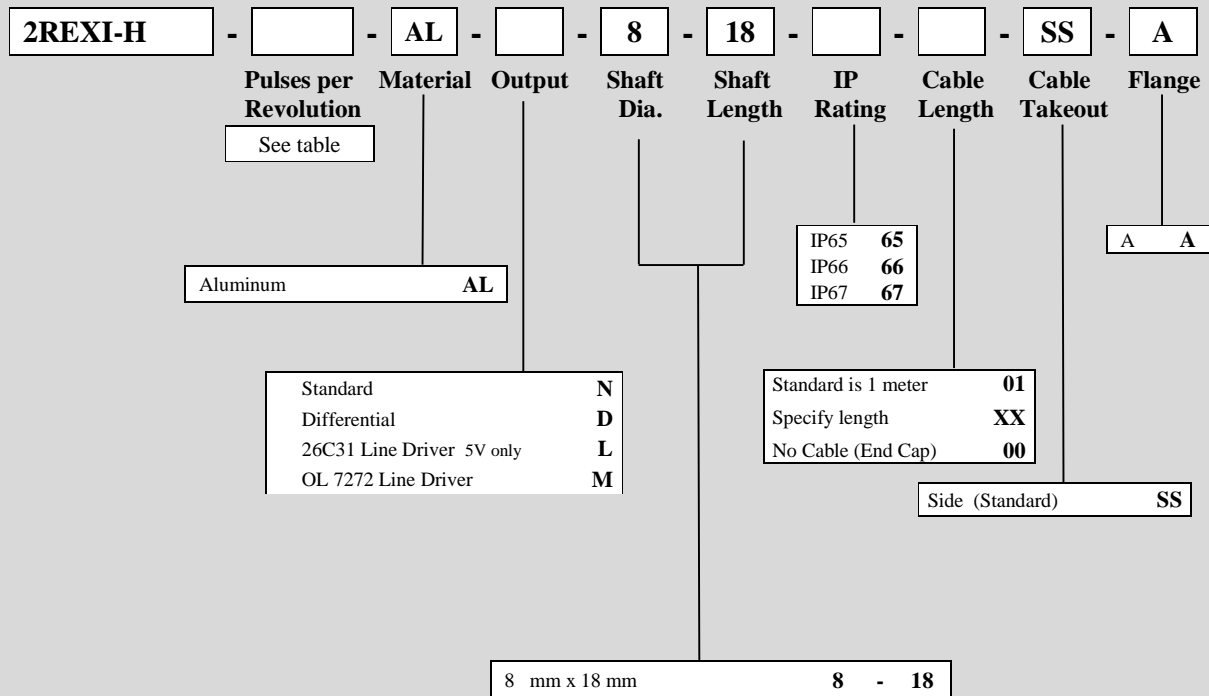 2REXI-H - - AL - - 8 - 18 - - - SS - A
Pulses per Revolution
Material
Output
Shaft Dia.
Shaft Length
IP Rating
Cable Length
Cable Takeout
Flange
See table
IP65 65
IP66 66
IP67 67
A A
Aluminum AL
Standard N
Differential D
26C31 Line Driver 5V only L
OL 7272 Line Driver M
Standard is 1 meter 01
Specify length XX
No Cable (End Cap) 00
Side (Standard) SS
8 mm x 18 mm 8 - 18